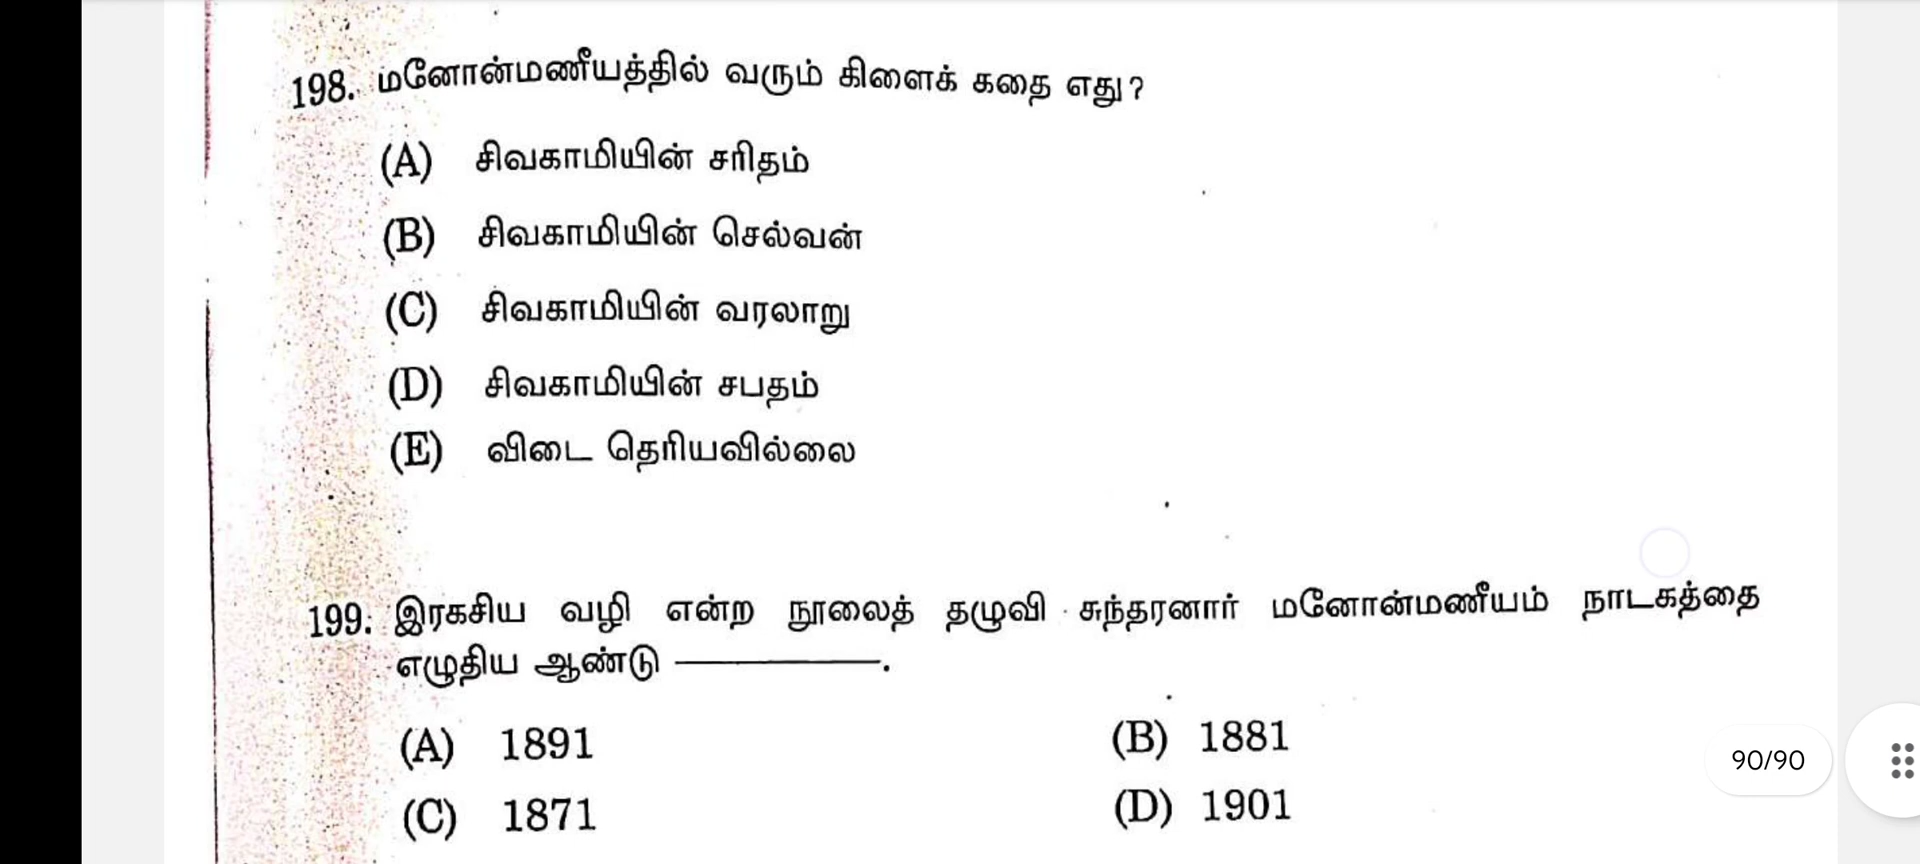 198. மனோன்மணீயத்தில் வரும் கிளைக் கதை எது?
(A) சிவகாமியின் சரிதம்
(B) சிவகாமியின் செல்வன்
(C) சிவகாமியின் வரலாறு
(D) சிவகாமியின் சபதம்
(E) விடை தெரியவில்லை
199. இரகசிய வழி என்ற நூலைத் தழுவி சுந்தரனார் மனோன்மணீயம் நாடகத்தை
எழுதிய ஆண்டு ————.
(A) 1891 (B) 1881
90/90
(C) 1871 (D) 1901